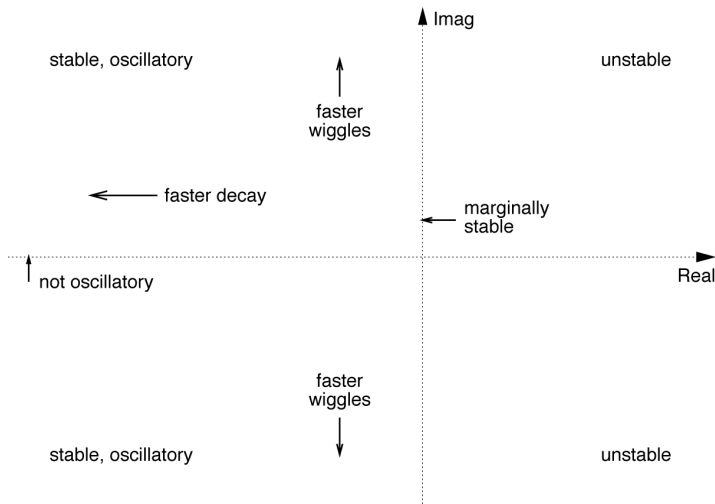 Imag
stable, oscillatory
unstable
faster
wiggles
faster decay
marginally
stable
not oscillatory
Real
faster
wiggles
stable, oscillatory
unstable